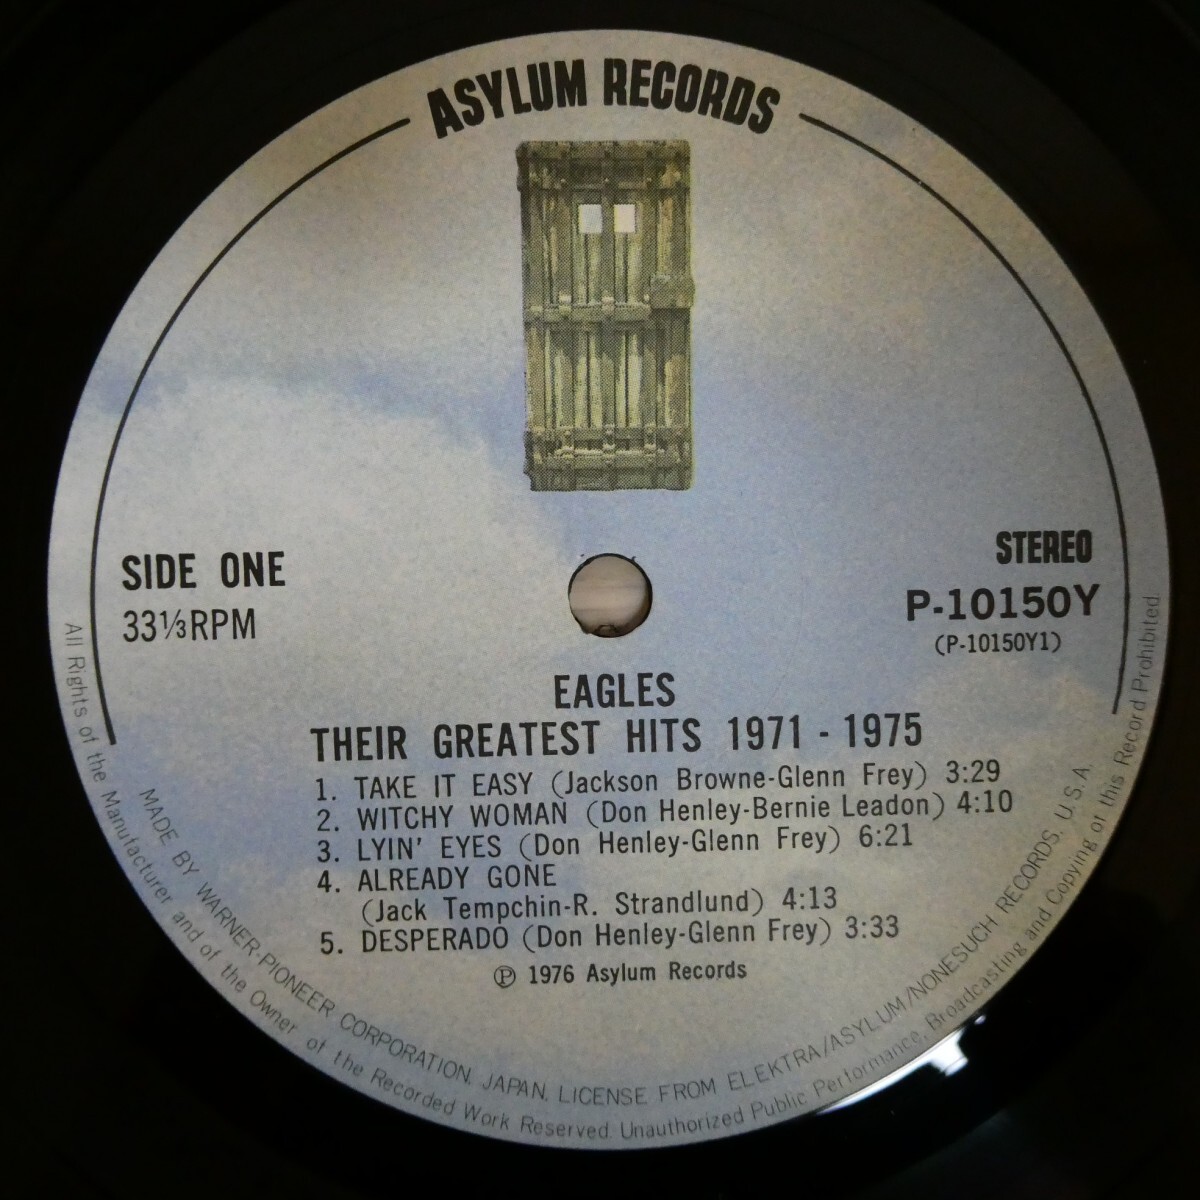 ASYLUM RECORDS
SIDE ONE
33⅓RPM
STEREO
P-10150Y
(P-10150Y1)
EAGLES
THEIR GREATEST HITS 1971 - 1975
1. TAKE IT EASY (Jackson Browne-Glenn Frey) 3:29
2. WITCHY WOMAN (Don Henley-Bernie Leadon) 4:10
3. LYIN' EYES (Don Henley-Glenn Frey) 6:21
4. ALREADY GONE
(Jack Tempchin-R. Strandlund) 4:13
5. DESPERADO (Don Henley-Glenn Frey) 3:33
Ⓟ 1976 Asylum Records
MADE BY WARNER-PIONEER CORPORATION, JAPAN, LICENSE FROM ELEKTRA/ASYLUM/NONESUCH RECORDS, U.S.A.
All Rights of the Manufacturer and of the Owner of the Recorded Work Reserved. Unauthorized Public Performance, Broadcasting and Copying of this Record Prohibited.